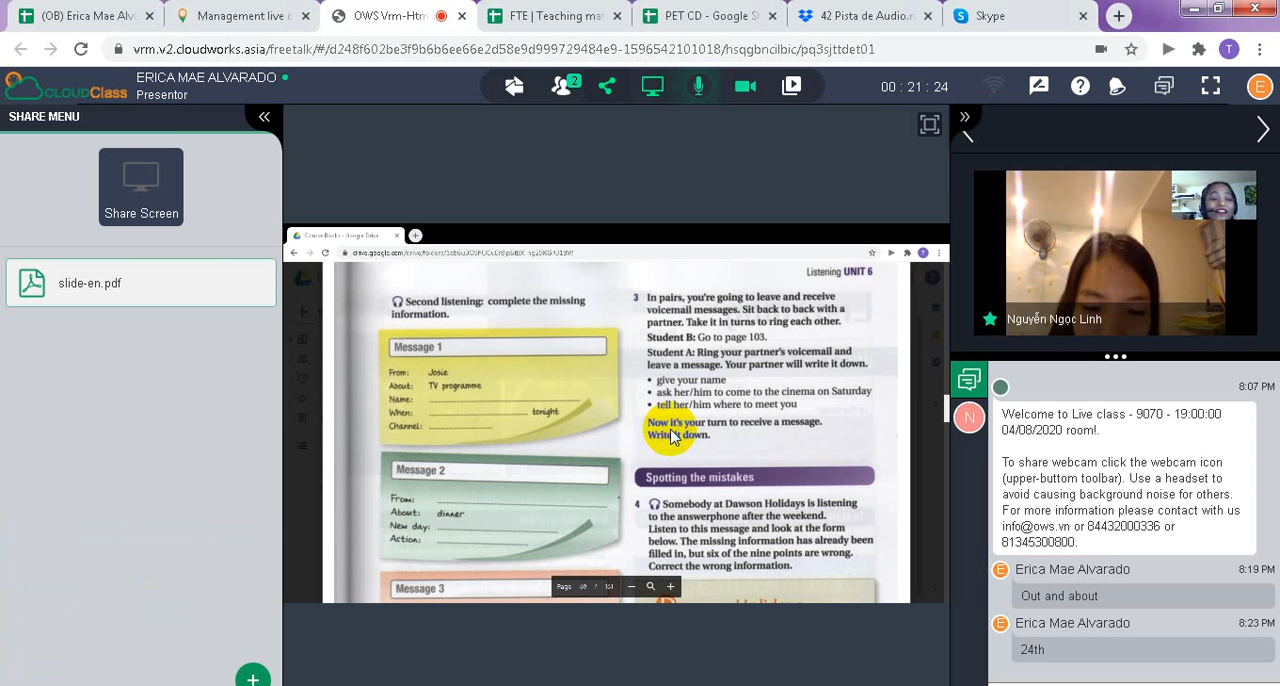 (OB) Erica Mae Alv
Management live c
OWS Vrm-Htm
FTE | Teaching mat
PET CD - Google S
42 Pista de Audio.n
Skype
vrm.v2.cloudworks.asia/freetalk/#/d248f602be3f9b6b6ee66e2d58e9d999729484e9-1596542101018/hsqgbncilbic/pq3sjttdet01
T
CLOUDClass
ERICA MAE ALVARADO
Presentor
2
00 : 21 : 24
E
SHARE MENU
Share Screen
slide-en.pdf
Course Books - Google Drive
Listening UNIT 6
Second listening: complete the missing
information.
Message 1
From: Josie
About: TV programme
Name:
When: tonight
Channel:
Message 2
From:
About: dinner
New day:
Action:
Message 3
3 In pairs, you're going to leave and receive
voicemail messages. Sit back to back with a
partner. Take it in turns to ring each other.
Student B: Go to page 103.
Student A: Ring your partner's voicemail and
leave a message. Your partner will write it down.
• give your name
• ask her/him to come to the cinema on Saturday
• tell her/him where to meet you
Now it's your turn to receive a message.
Write it down.
Spotting the mistakes
4 Somebody at Dawson Holidays is listening
to the answerphone after the weekend.
Listen to this message and look at the form
below. The missing information has already been
filled in, but six of the nine points are wrong.
Correct the wrong information.
Page
Nguyễn Ngọc Linh
8:07 PM
N
Welcome to Live class - 9070 - 19:00:00
04/08/2020 room!.
To share webcam click the webcam icon
(upper-buttom toolbar). Use a headset to
avoid causing background noise for others.
For more information please contact with us
info@ows.vn or 84432000336 or
81345300800.
E Erica Mae Alvarado 8:19 PM
Out and about
E Erica Mae Alvarado 8:23 PM
24th